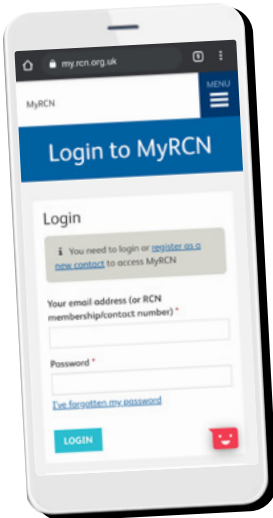 my.rcn.org.uk
MyRCN
MENU
Login to MyRCN
Login
i You need to login or register as a
new contact to access MyRCN
Your email address (or RCN
membership/contact number) *
Password *
I've forgotten my password
LOGIN